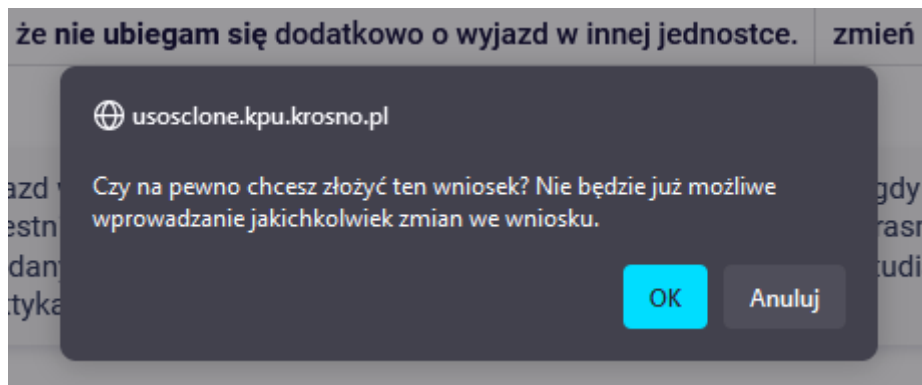 że nie ubiegam się dodatkowo o wyjazd w innej jednostce. zmień
usosclone.kpu.krosno.pl
Czy na pewno chcesz złożyć ten wniosek? Nie będzie już możliwe
wprowadzanie jakichkolwiek zmian we wniosku.
OK Anuluj